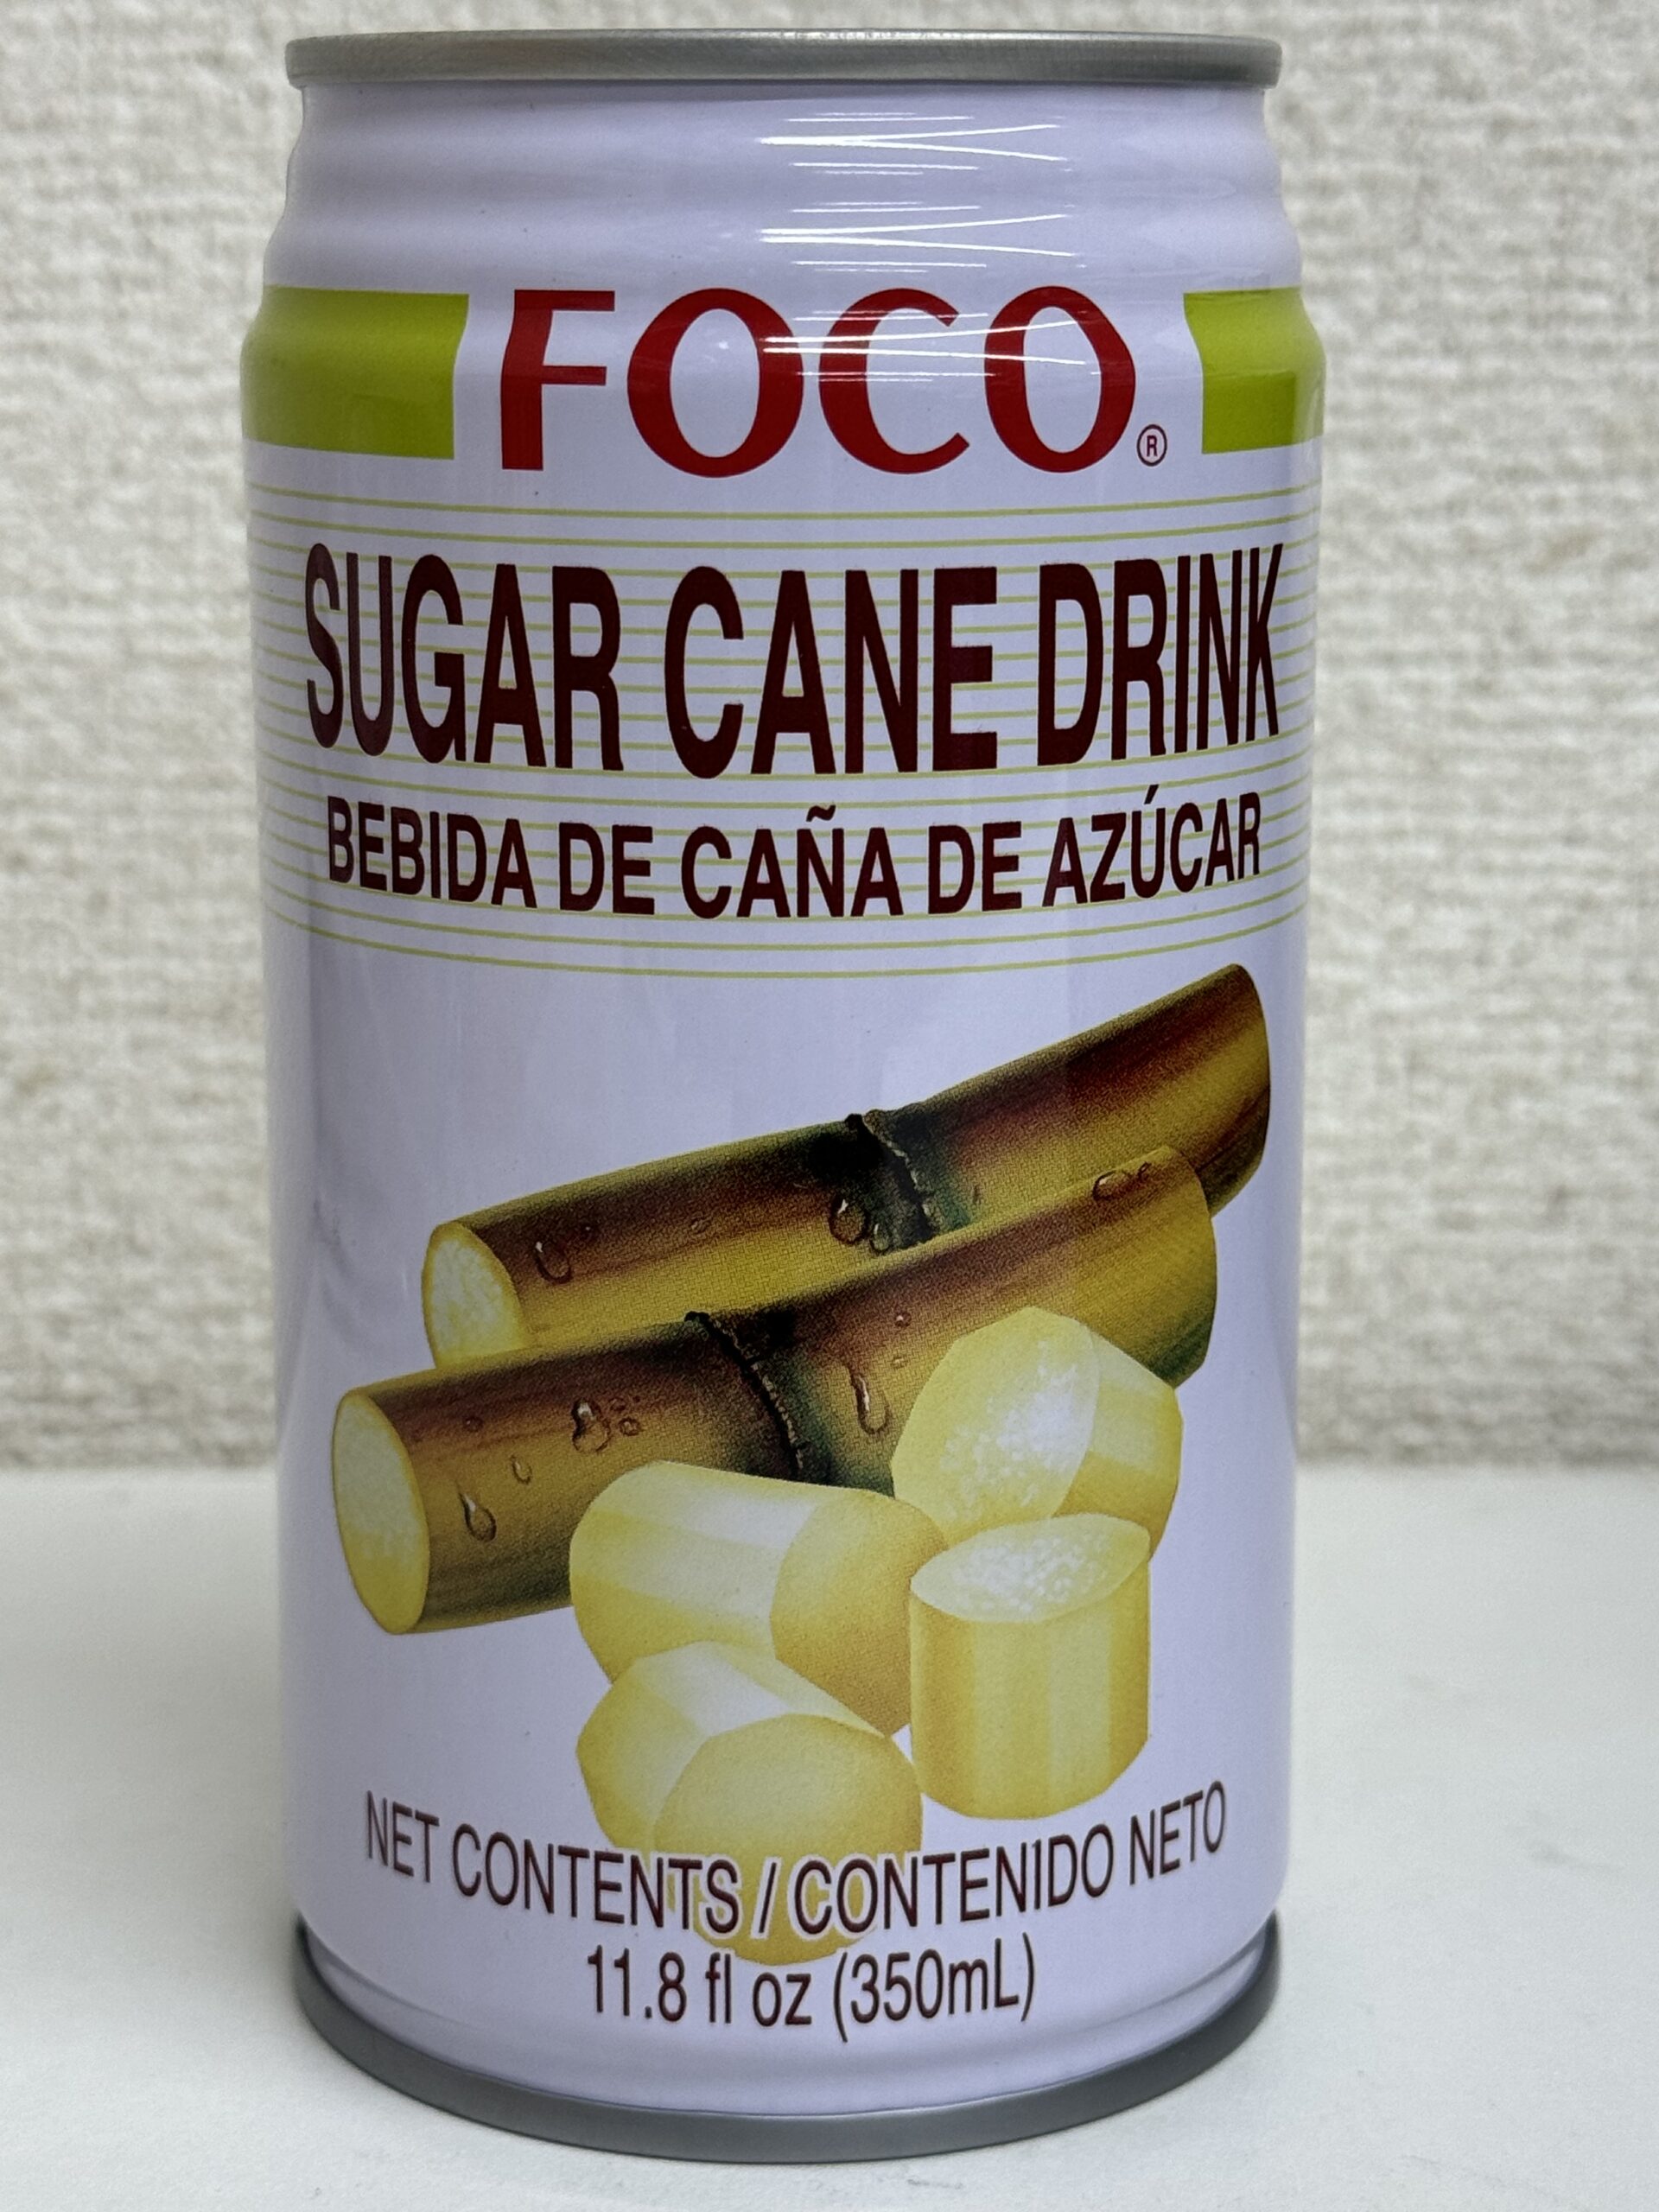 FOCO®
SUGAR CANE DRINK
BEBIDA DE CAÑA DE AZÚCAR
NET CONTENTS / CONTENIDO NETO
11.8 fl oz (350mL)